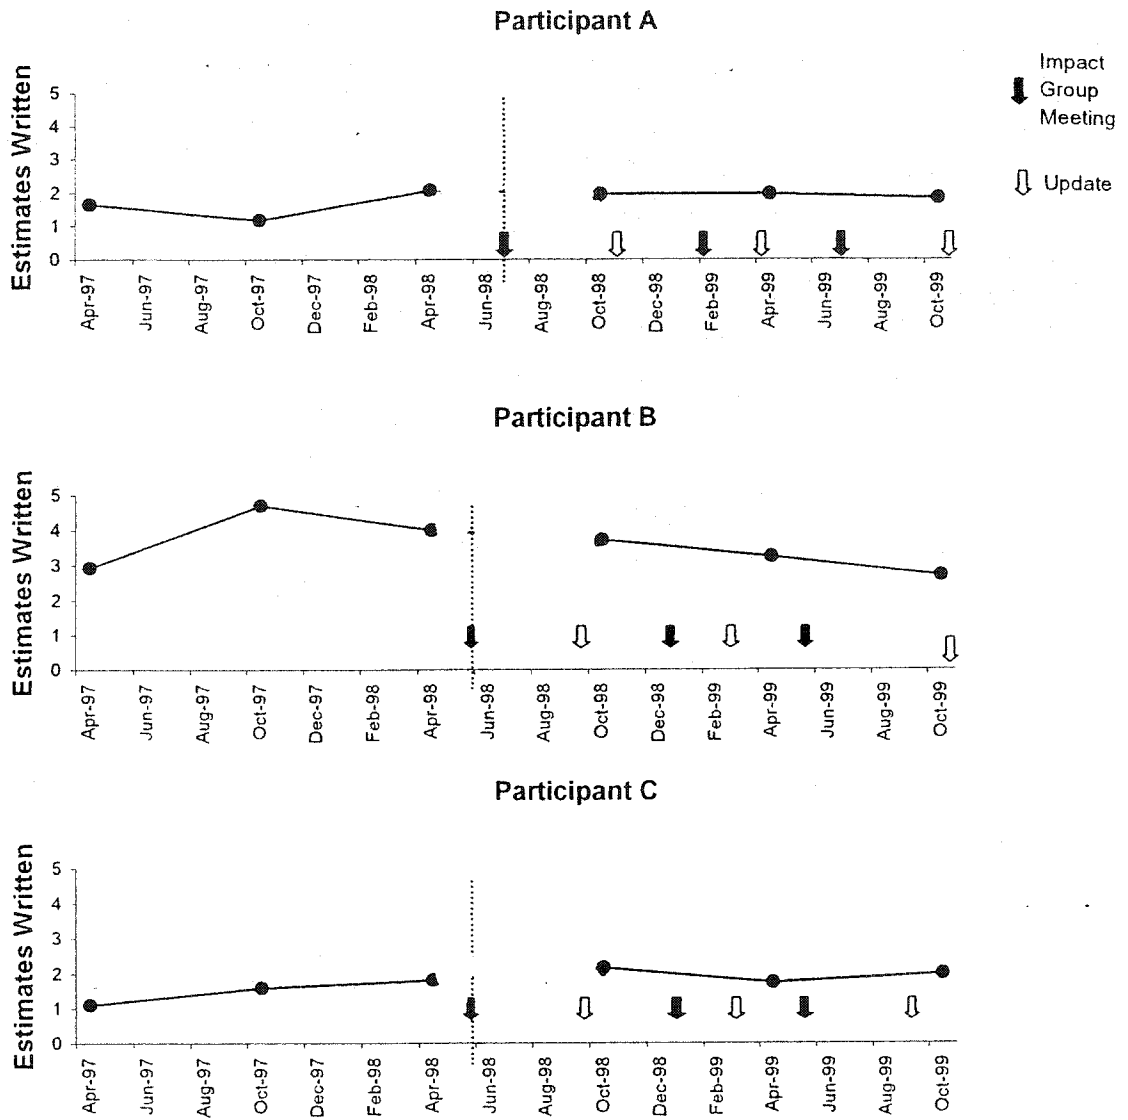 Participant A
Impact
Group
Meeting
Update
Estimates Written
5
4
3
2
1
0
Apr-97 Jun-97 Aug-97 Oct-97 Dec-97 Feb-98 Apr-98 Jun-98 Aug-98 Oct-98 Dec-98 Feb-99 Apr-99 Jun-99 Aug-99 Oct-99
Participant B
Estimates Written
5
4
3
2
1
0
Apr-97 Jun-97 Aug-97 Oct-97 Dec-97 Feb-98 Apr-98 Jun-98 Aug-98 Oct-98 Dec-98 Feb-99 Apr-99 Jun-99 Aug-99 Oct-99
Participant C
Estimates Written
5
4
3
2
1
0
Apr-97 Jun-97 Aug-97 Oct-97 Dec-97 Feb-98 Apr-98 Jun-98 Aug-98 Oct-98 Dec-98 Feb-99 Apr-99 Jun-99 Aug-99 Oct-99